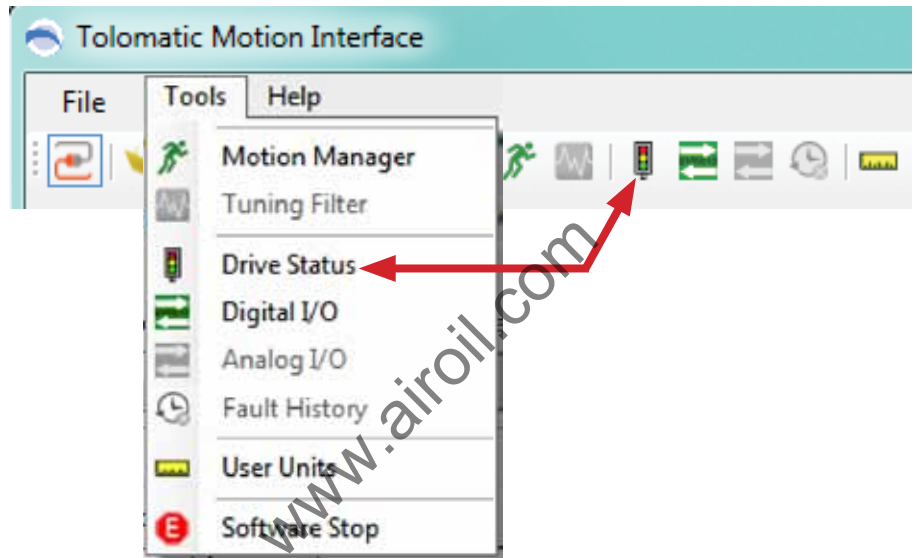 Tolomatic Motion Interface
File Tools Help
Motion Manager
Tuning Filter
Drive Status
Digital I/O
Analog I/O
Fault History
User Units
E Software Stop
www.airoil.com